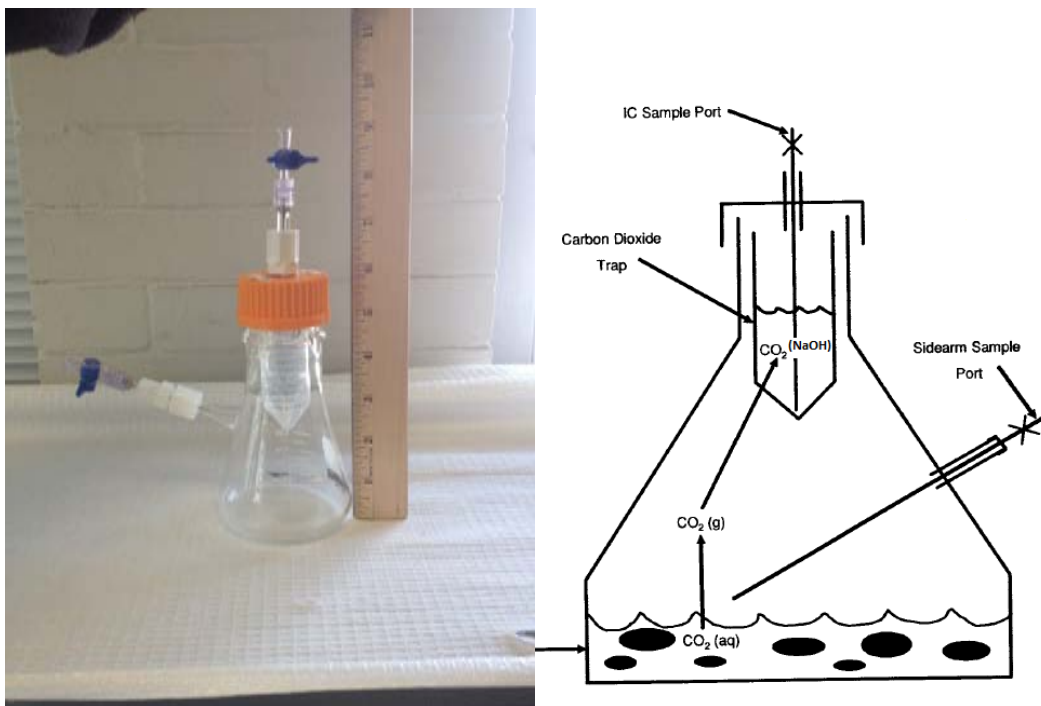 IC Sample Port
Carbon Dioxide
Trap
CO₂ (NaOH)
Sidearm Sample
Port
CO₂ (g)
CO₂ (aq)